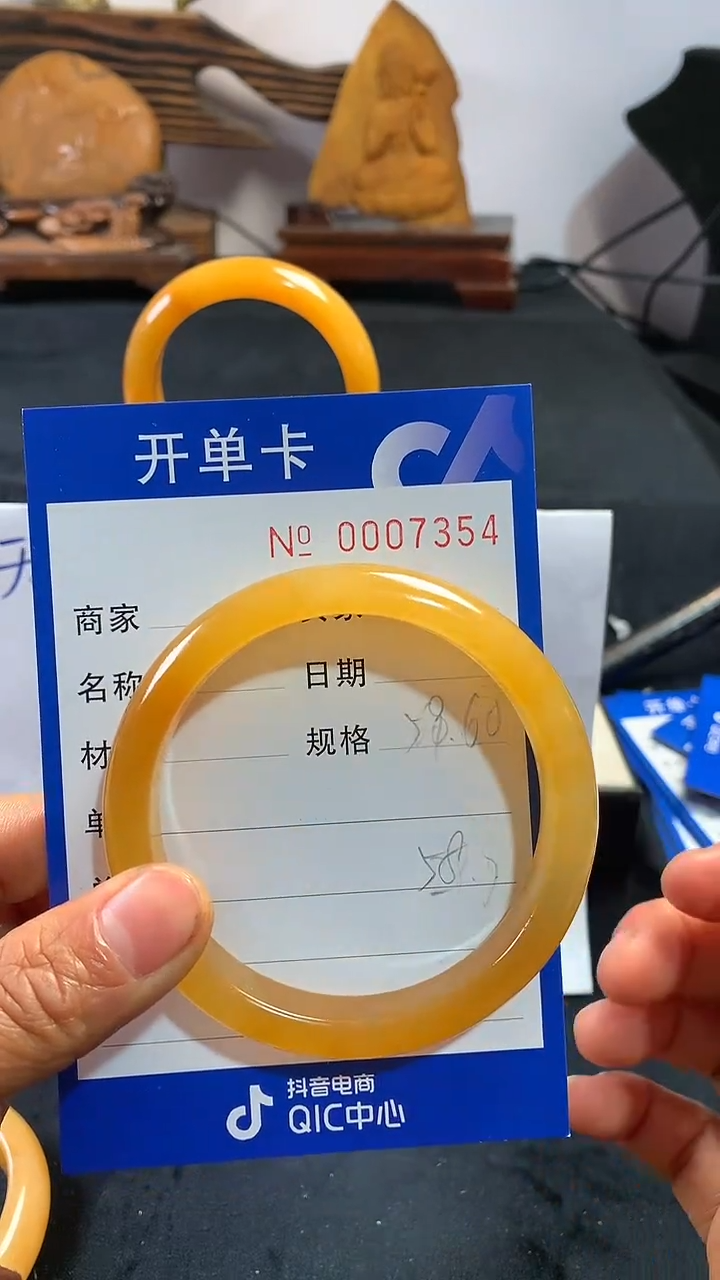 开单卡
Nº 0007354
商家
名称 日期
材 规格 58.60
单
58.
抖音电商
QIC中心